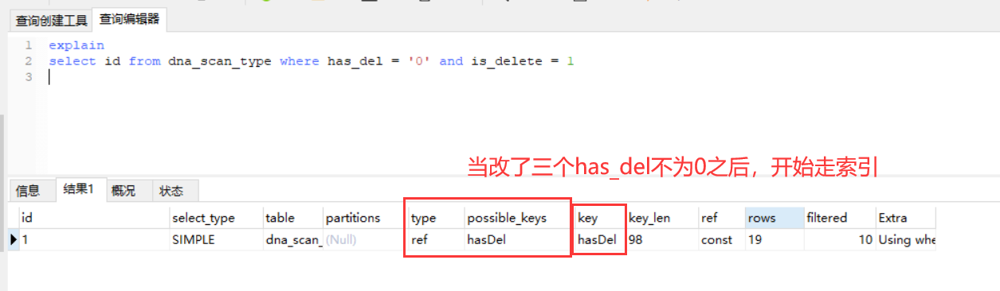 查询创建工具 查询编辑器
1 explain
2 select id from dna_scan_type where has_del = '0' and is_delete = 1
3
当改了三个has_del不为0之后，开始走索引
信息 结果1 概况 状态
id select_type table partitions type possible_keys key key_len ref rows filtered Extra
1 SIMPLE dna_scan_ (Null) ref hasDel hasDel 98 const 19 10 Using whe